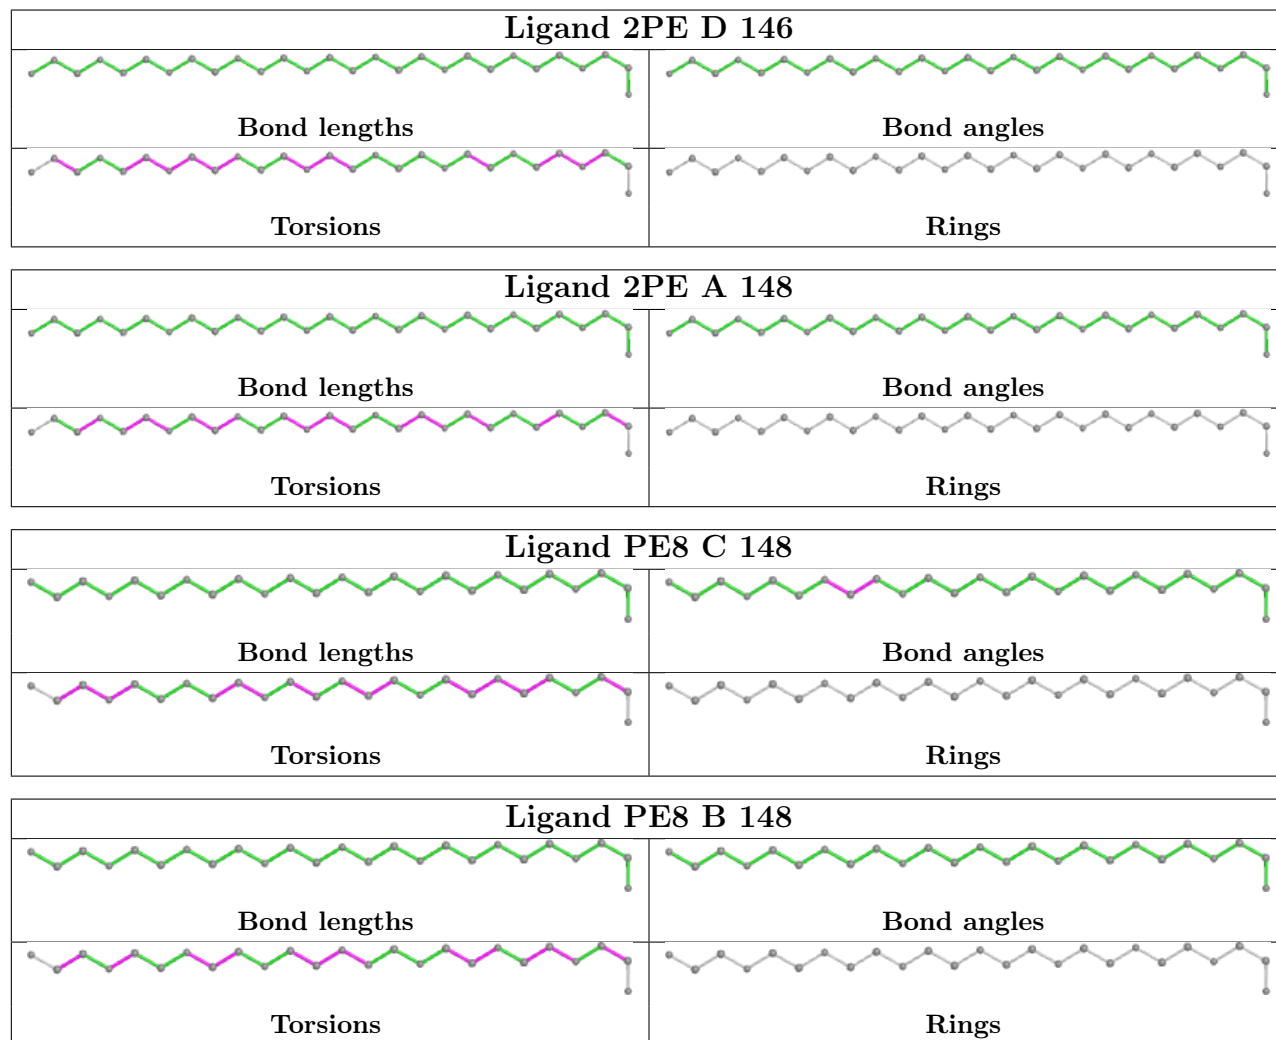 Ligand 2PE D 146
Bond lengths
Bond angles
Torsions
Rings
Ligand 2PE A 148
Bond lengths
Bond angles
Torsions
Rings
Ligand PE8 C 148
Bond lengths
Bond angles
Torsions
Rings
Ligand PE8 B 148
Bond lengths
Bond angles
Torsions
Rings